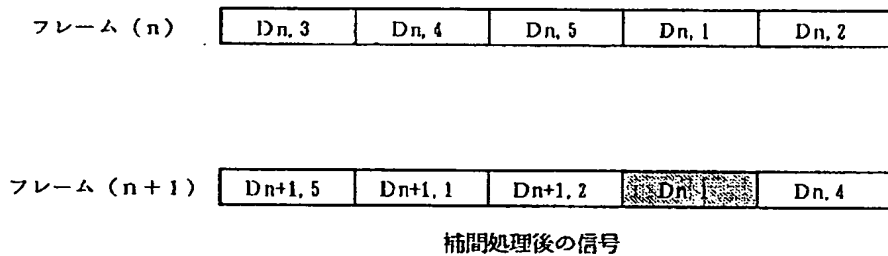 フレーム（n） Dn, 3 Dn, 4 Dn, 5 Dn, 1 Dn, 2
フレーム（n＋1） Dn+1, 5 Dn+1, 1 Dn+1, 2 Dn, 1 Dn, 4
補間処理後の信号